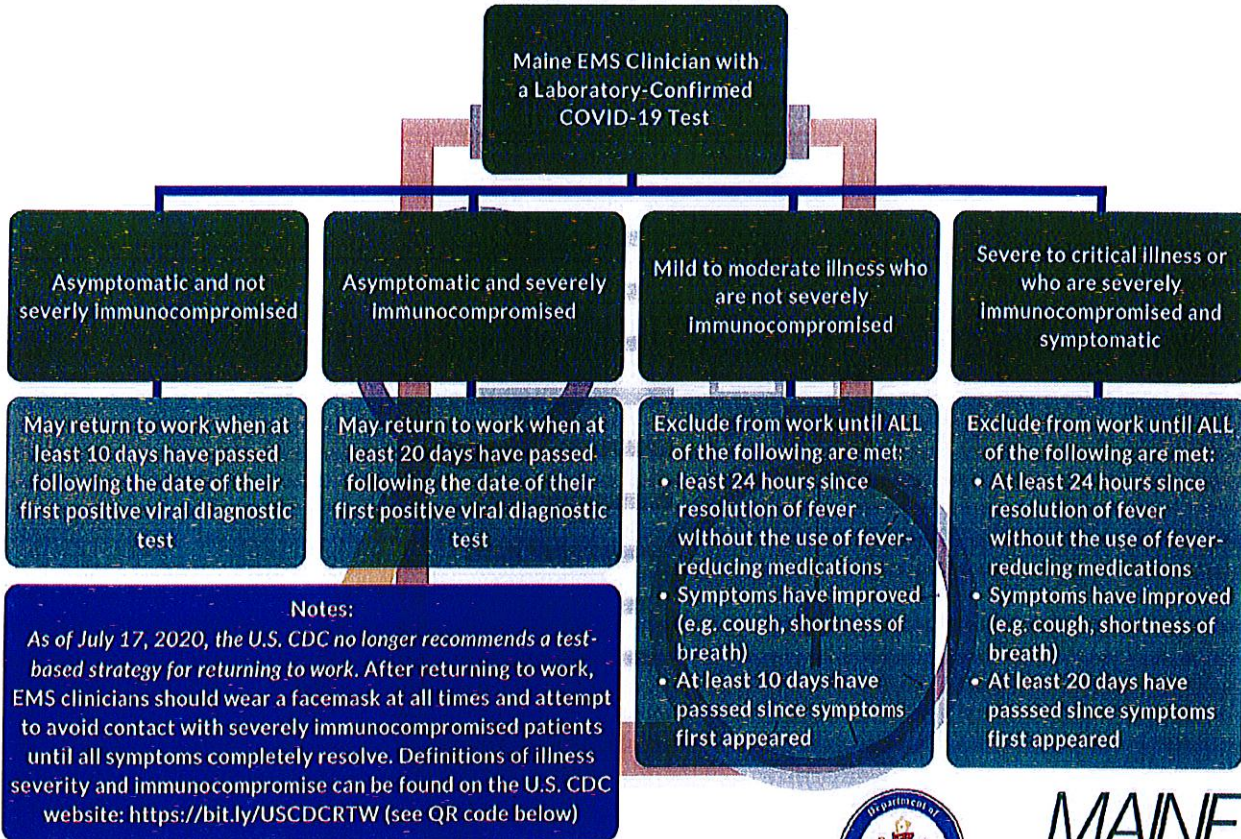 Maine EMS Clinician with
a Laboratory-Confirmed
COVID-19 Test
Asymptomatic and not
severly immunocompromised
Asymptomatic and severely
immunocompromised
Mild to moderate illness who
are not severely
immunocompromised
Severe to critical illness or
who are severely
immunocompromised and
symptomatic
May return to work when at
least 10 days have passed
following the date of their
first positive viral diagnostic
test
May return to work when at
least 20 days have passed
following the date of their
first positive viral diagnostic
test
Exclude from work until ALL
of the following are met:
• least 24 hours since
resolution of fever
without the use of fever-
reducing medications
• Symptoms have improved
(e.g. cough, shortness of
breath)
• At least 10 days have
passsed since symptoms
first appeared
Exclude from work until ALL
of the following are met:
• At least 24 hours since
resolution of fever
without the use of fever-
reducing medications
• Symptoms have improved
(e.g. cough, shortness of
breath)
• At least 20 days have
passsed since symptoms
first appeared
Notes:
As of July 17, 2020, the U.S. CDC no longer recommends a test-
based strategy for returning to work. After returning to work,
EMS clinicians should wear a facemask at all times and attempt
to avoid contact with severely immunocompromised patients
until all symptoms completely resolve. Definitions of illness
severity and immunocompromise can be found on the U.S. CDC
website: https://bit.ly/USCDCRTW (see QR code below)
Department of
MAINE